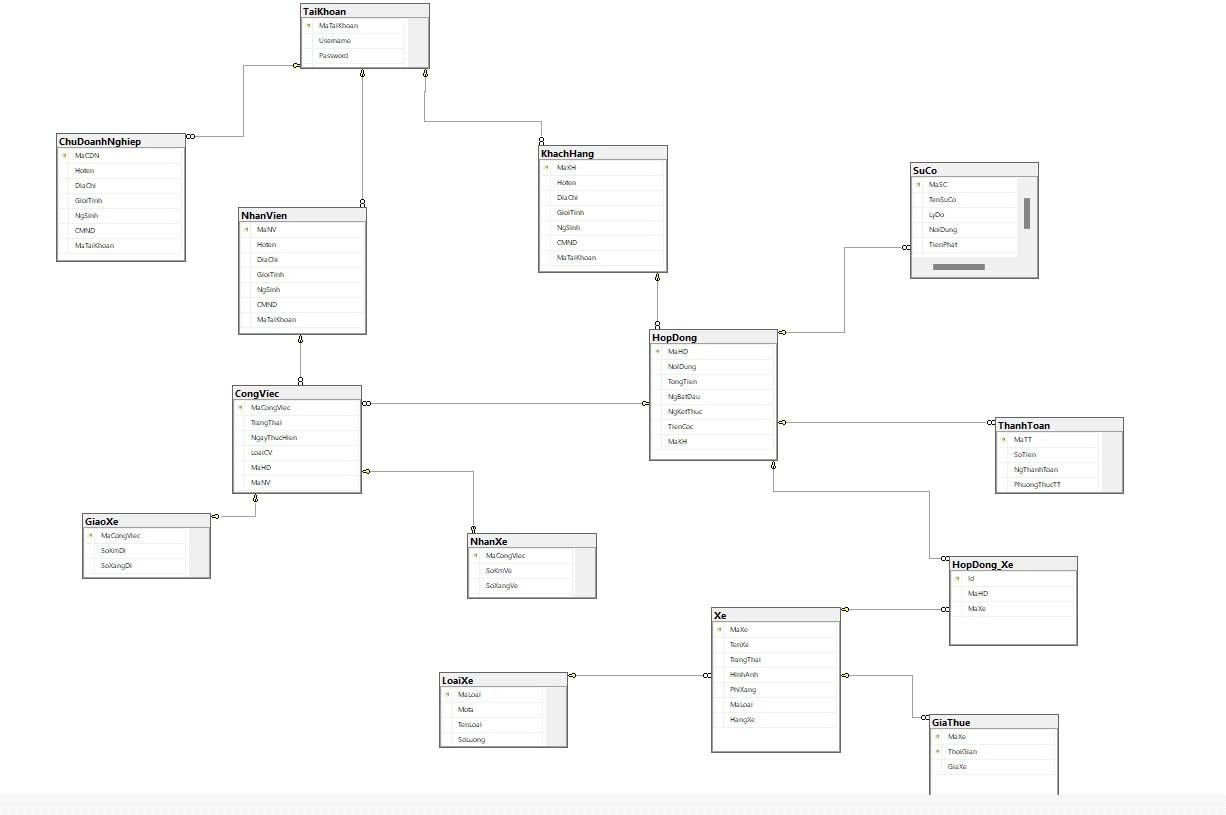 TaiKhoan
MaTaiKhoan
Username
Password
ChuDoanhNghiep
MaCDN
Hoten
DiaChi
GioiTinh
NgSinh
CMND
MaTaiKhoan
NhanVien
MaNV
Hoten
DiaChi
GioiTinh
NgSinh
CMND
MaTaiKhoan
KhachHang
MaKH
Hoten
DiaChi
GioiTinh
NgSinh
CMND
MaTaiKhoan
SuCo
MaSC
TenSuCo
LyDo
NoiDung
TienPhat
HopDong
MaHD
NoiDung
TongTien
NgBatDau
NgKetThuc
TienCoc
MaKH
CongViec
MaCongViec
TrangThai
NgayThucHien
LoaiCV
MaHD
MaNV
ThanhToan
MaTT
SoTien
NgThanhToan
PhuongThucTT
GiaoXe
MaCongViec
SoKmDi
SoXangDi
NhanXe
MaCongViec
SoKmVe
SoXangVe
HopDong_Xe
Id
MaHD
MaXe
Xe
MaXe
TenXe
TrangThai
HinhAnh
PhiXang
MaLoai
HangXe
LoaiXe
MaLoai
Mota
TenLoai
SoLuong
GiaThue
MaXe
ThoiGian
GiaXe